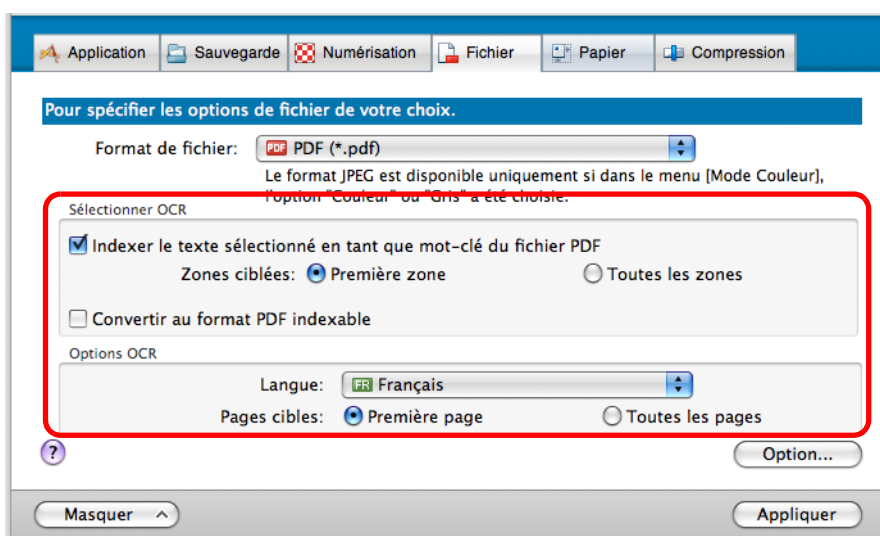 Application Sauvegarde Numérisation Fichier Papier Compression
Pour spécifier les options de fichier de votre choix.
Format de fichier: PDF PDF (*.pdf)
Le format JPEG est disponible uniquement si dans le menu [Mode Couleur],
l'option "Couleur" ou "Gris" a été choisie.
Sélectionner OCR
Indexer le texte sélectionné en tant que mot-clé du fichier PDF
Zones ciblées: Première zone Toutes les zones
Convertir au format PDF indexable
Options OCR
Langue: FR Français
Pages cibles: Première page Toutes les pages
? Option...
Masquer Appliquer